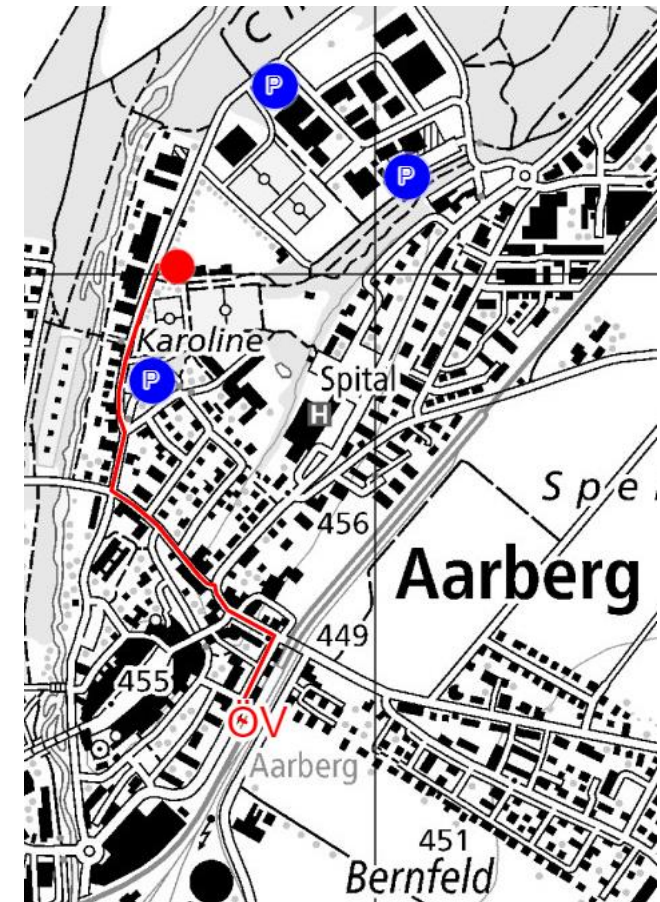 C
P
P
Karoline
P
Spital
H
Spe
456
Aarberg
449
455
ÖV
Aarberg
451
Bernfeld